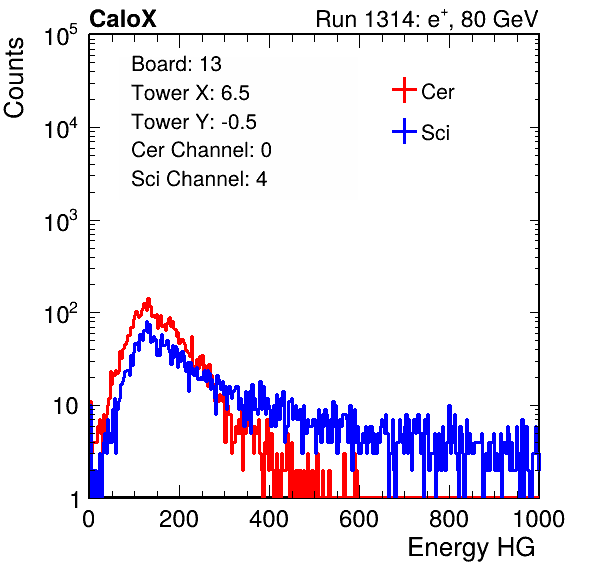 CaloX Run 1314: e⁺, 80 GeV
Counts
10⁵
10⁴
10³
10²
10
1
Board: 13
Tower X: 6.5
Tower Y: -0.5
Cer Channel: 0
Sci Channel: 4
Cer
Sci
0 200 400 600 800 1000
Energy HG